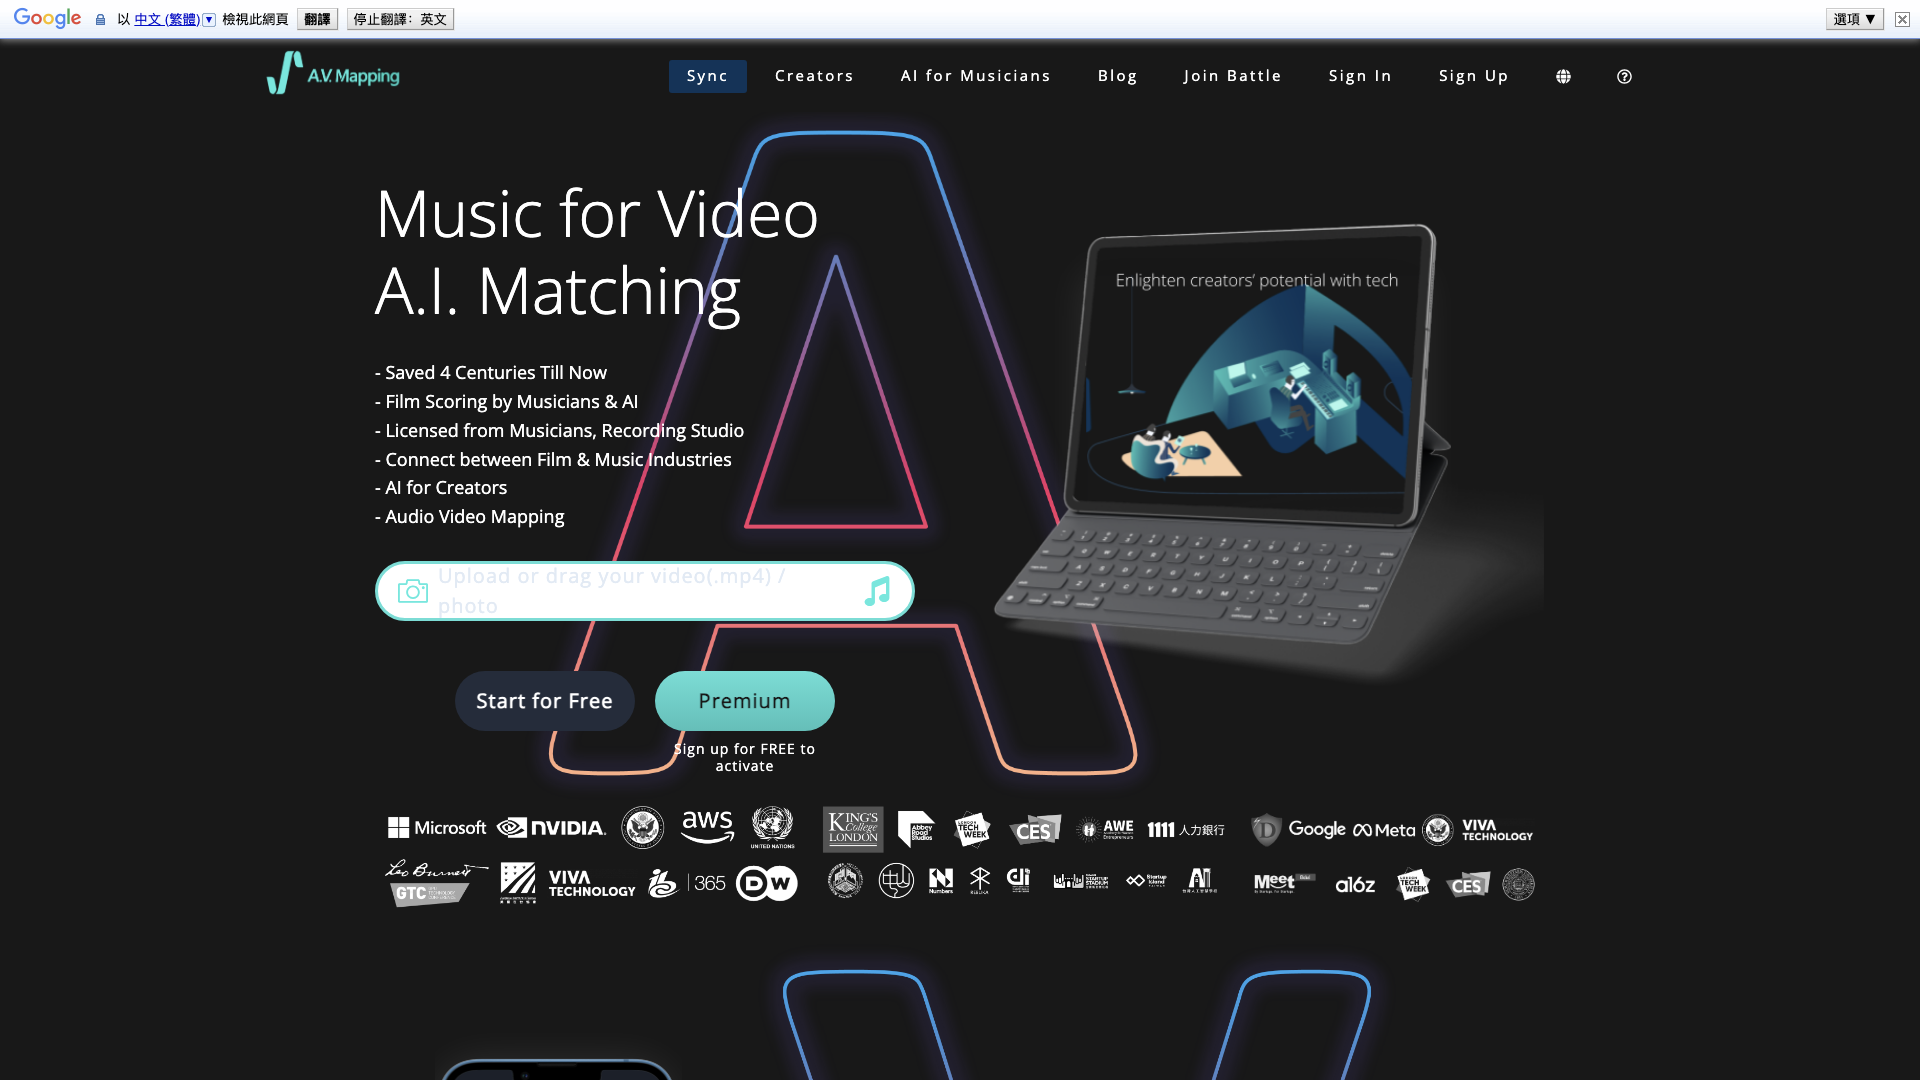 Google 以 中文 (繁體) 檢視此網頁 翻譯 停止翻譯：英文 選項 ▼
A.V. Mapping Sync Creators AI for Musicians Blog Join Battle Sign In Sign Up
Music for Video
A.I. Matching
Enlighten creators' potential with tech
- Saved 4 Centuries Till Now
- Film Scoring by Musicians & AI
- Licensed from Musicians, Recording Studio
- Connect between Film & Music Industries
- AI for Creators
- Audio Video Mapping
Upload or drag your video(.mp4) /
photo
Start for Free Premium
Sign up for FREE to
activate
Microsoft NVIDIA aws UNITED NATIONS KING'S College LONDON Abbey Road Studios LONDON TECH WEEK CES AWE 1111 人力銀行 Google Meta VIVA TECHNOLOGY
Leo Burnett GTC VIVA TECHNOLOGY 365 DW Numbers STARTUP STADIUM Startup Island Meet a16z LONDON TECH WEEK CES